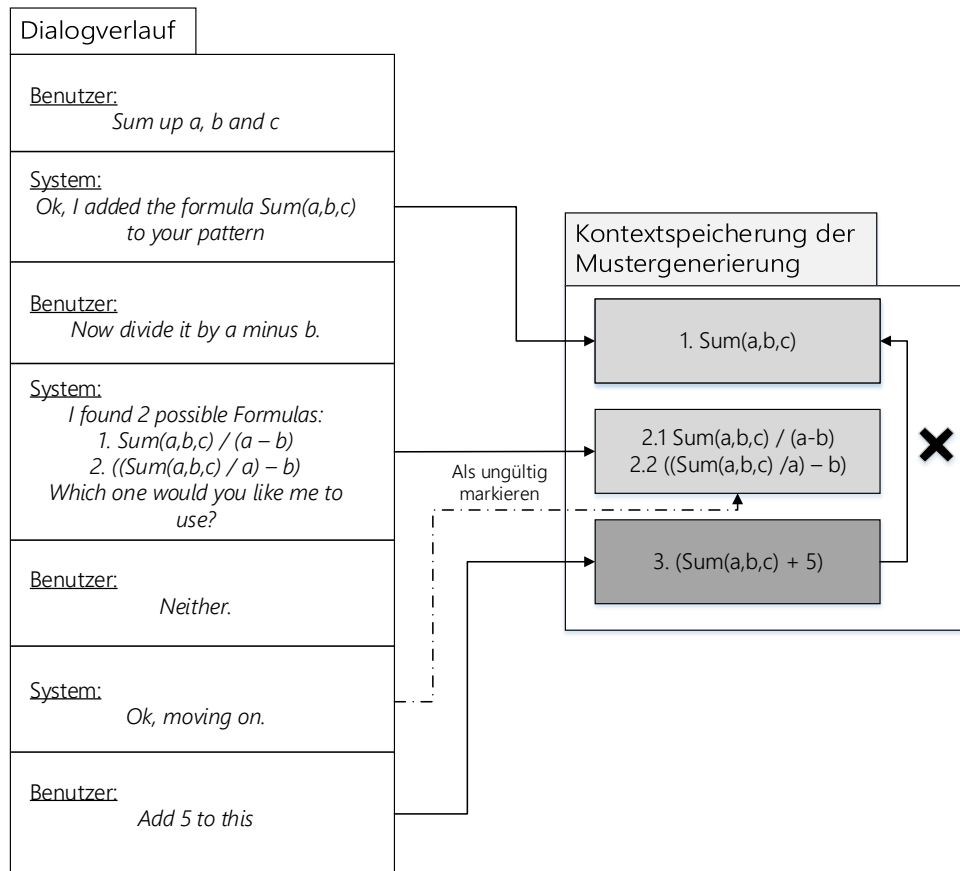 Dialogverlauf
Benutzer:
Sum up a, b and c
System:
Ok, I added the formula Sum(a,b,c)
to your pattern
Benutzer:
Now divide it by a minus b.
System:
I found 2 possible Formulas:
1. Sum(a,b,c) / (a – b)
2. ((Sum(a,b,c) / a) – b)
Which one would you like me to
use?
Benutzer:
Neither.
System:
Ok, moving on.
Benutzer:
Add 5 to this
Als ungültig
markieren
Kontextspeicherung der
Mustergenerierung
1. Sum(a,b,c)
2.1 Sum(a,b,c) / (a-b)
2.2 ((Sum(a,b,c) /a) – b)
3. (Sum(a,b,c) + 5)